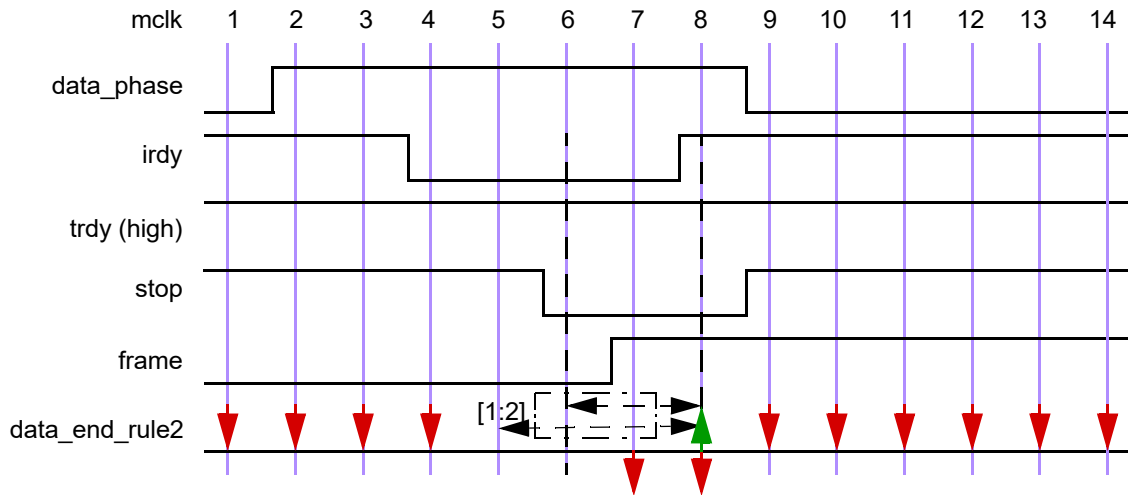 mclk 1 2 3 4 5 6 7 8 9 10 11 12 13 14
data_phase
irdy
trdy (high)
stop
frame
[1:2]
data_end_rule2